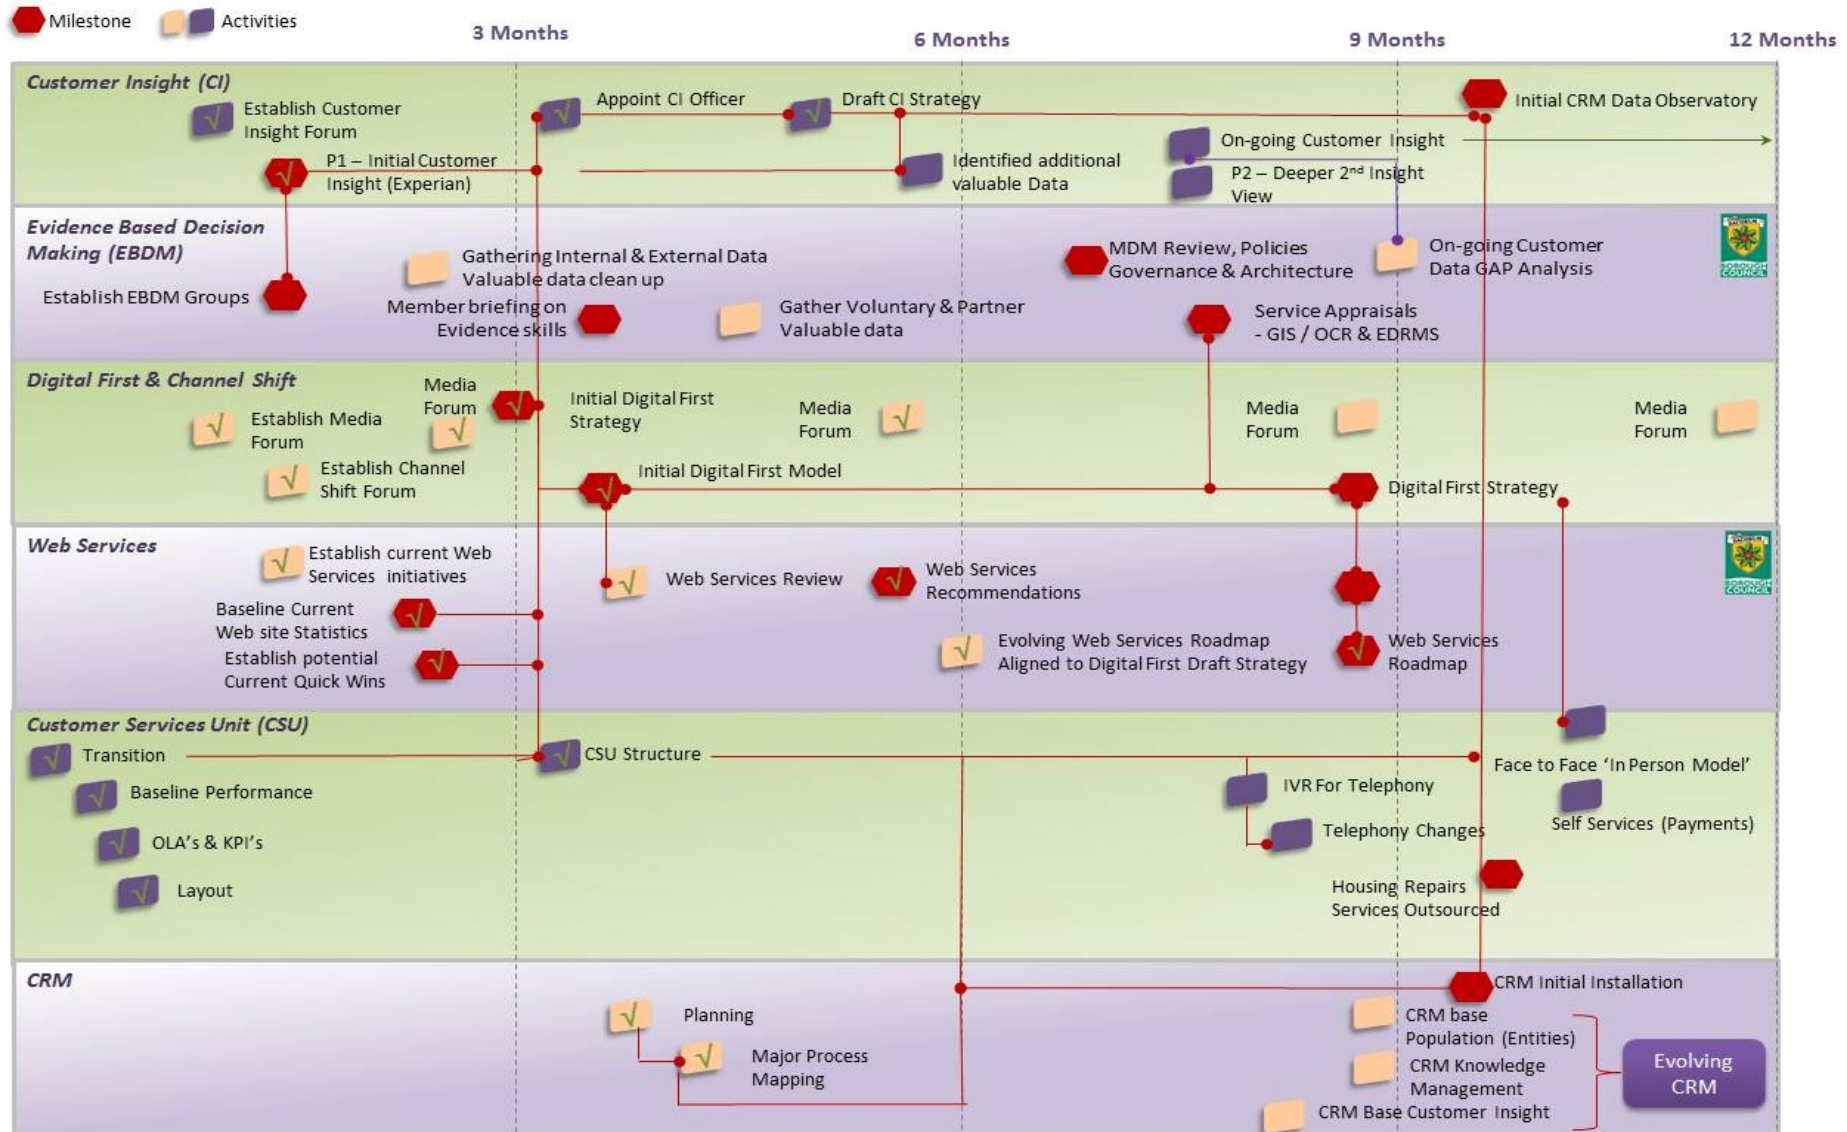 Milestone
Activities
3 Months
6 Months
9 Months
12 Months
Customer Insight (CI)
Establish Customer
Insight Forum
Appoint CI Officer
Draft CI Strategy
Initial CRM Data Observatory
P1 – Initial Customer
Insight (Experian)
Identified additional
valuable Data
On-going Customer Insight
P2 – Deeper 2nd Insight
View
Evidence Based Decision
Making (EBDM)
Establish EBDM Groups
Gathering Internal & External Data
Valuable data clean up
Member briefing on
Evidence skills
Gather Voluntary & Partner
Valuable data
MDM Review, Policies
Governance & Architecture
Service Appraisals
- GIS / OCR & EDRMS
On-going Customer
Data GAP Analysis
BOROUGH
COUNCIL
Digital First & Channel Shift
Establish Media
Forum
Media
Forum
Initial Digital First
Strategy
Media
Forum
Media
Forum
Media
Forum
Establish Channel
Shift Forum
Initial Digital First Model
Digital First Strategy
Web Services
Establish current Web
Services initiatives
Baseline Current
Web site Statistics
Establish potential
Current Quick Wins
Web Services Review
Web Services
Recommendations
Evolving Web Services Roadmap
Aligned to Digital First Draft Strategy
Web Services
Roadmap
BOROUGH
COUNCIL
Customer Services Unit (CSU)
Transition
CSU Structure
Baseline Performance
OLA's & KPI's
Layout
IVR For Telephony
Telephony Changes
Face to Face 'In Person Model'
Self Services (Payments)
Housing Repairs
Services Outsourced
CRM
Planning
Major Process
Mapping
CRM Initial Installation
CRM base
Population (Entities)
CRM Knowledge
Management
CRM Base Customer Insight
Evolving
CRM